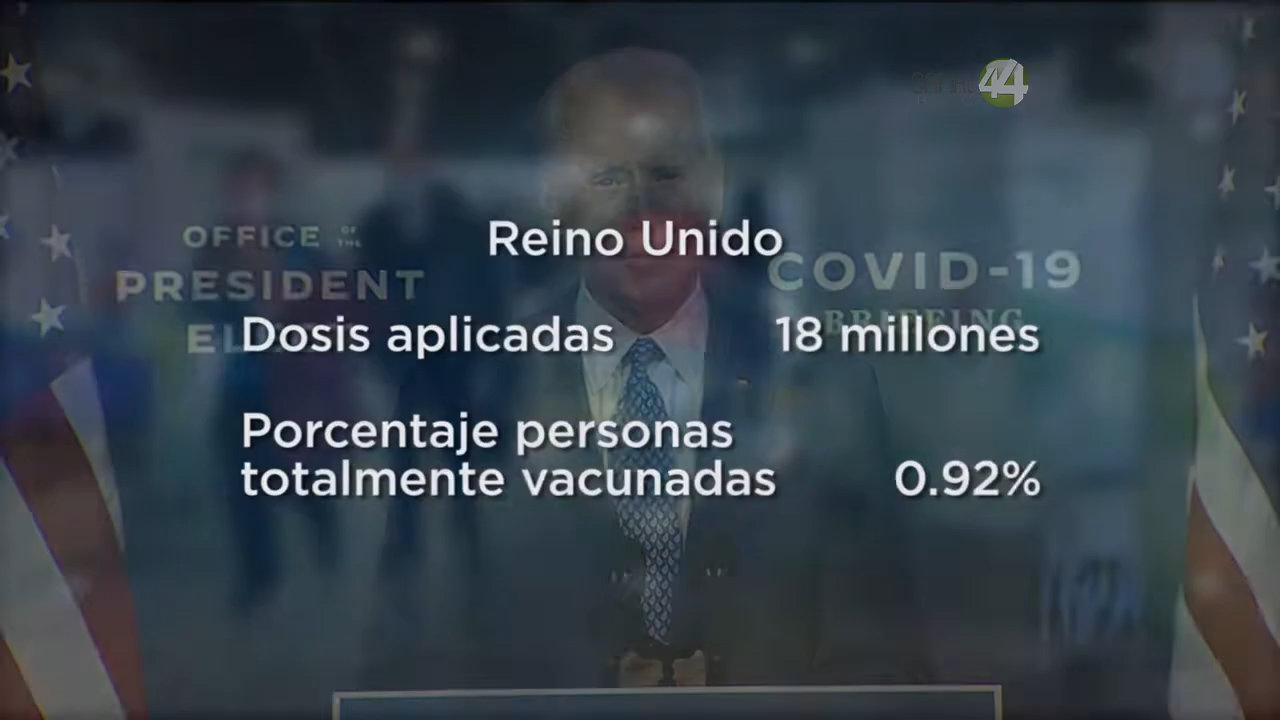 44
OFFICE OF THE
PRESIDENT
Reino Unido
COVID-19
BRIEFING
Dosis aplicadas 18 millones
Porcentaje personas
totalmente vacunadas 0.92%